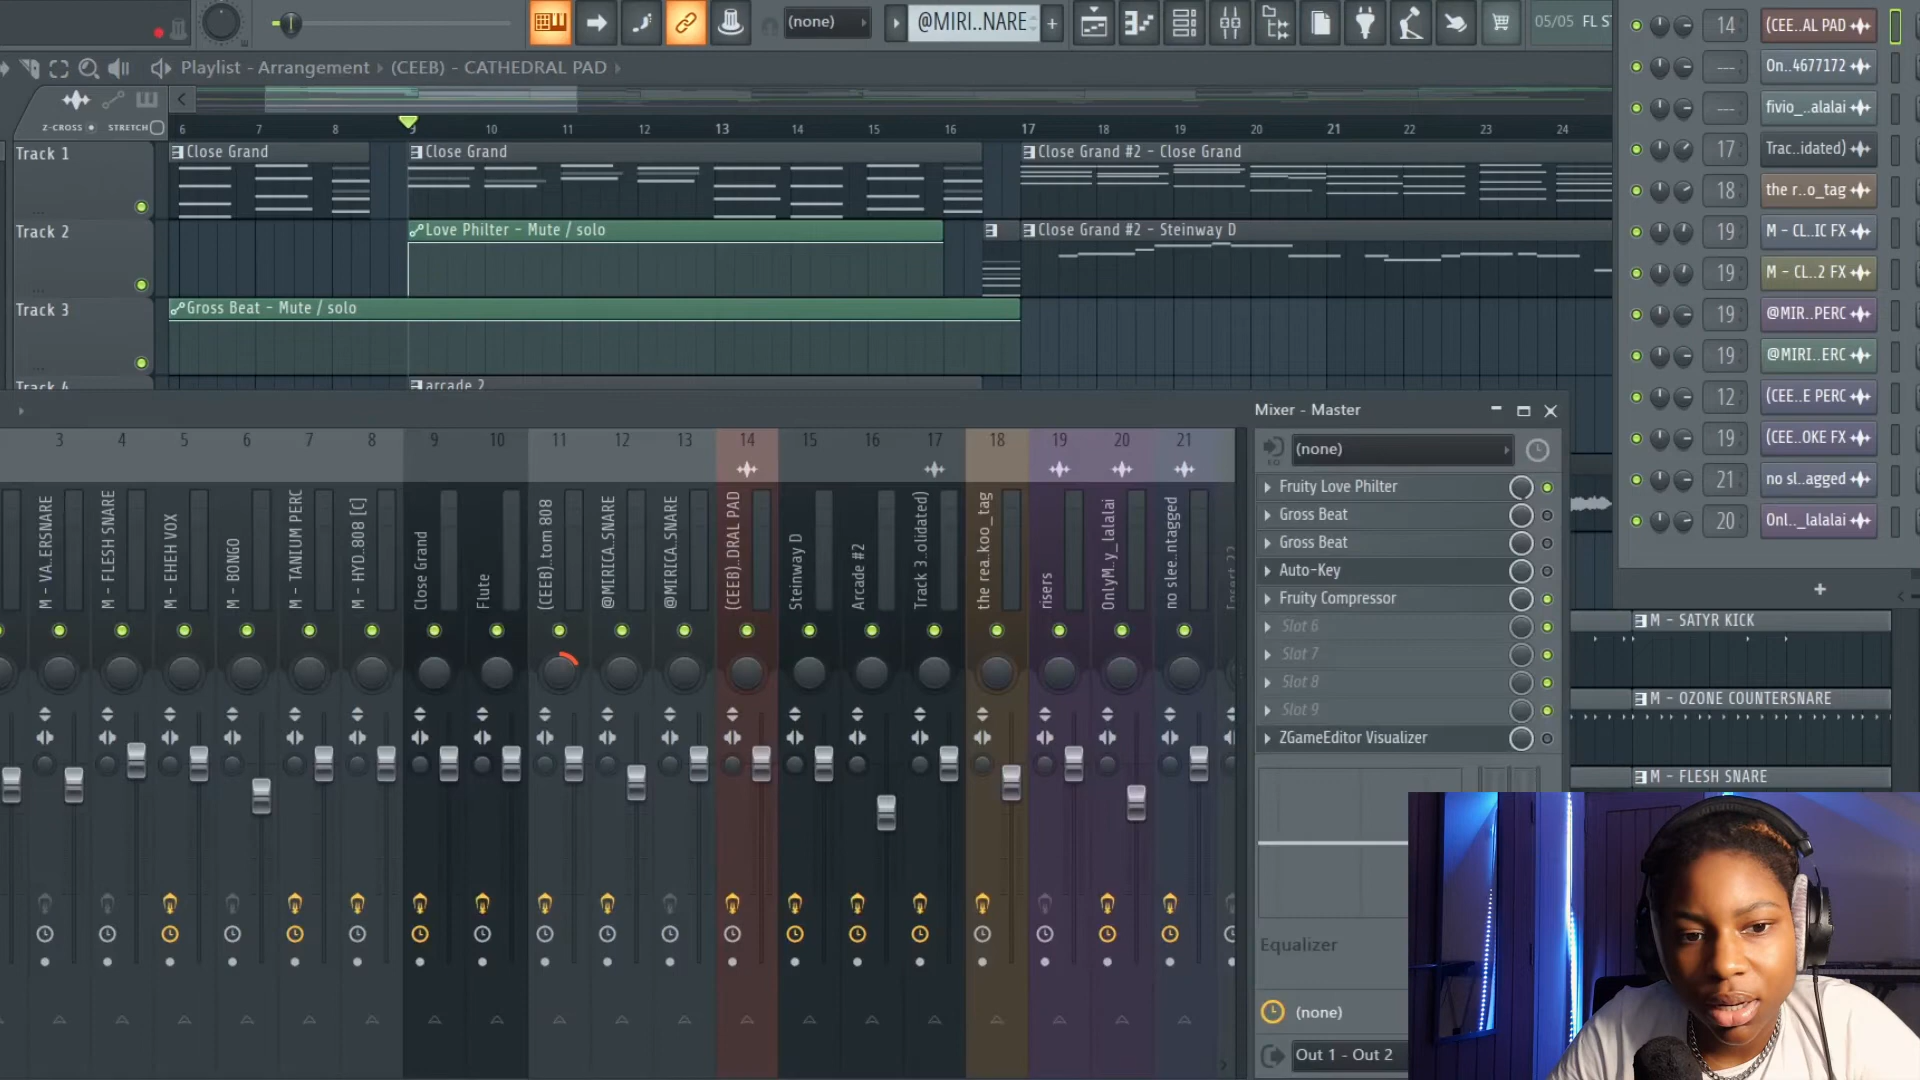 (none)
@MIRI..NARE
05/05 FL ST
Playlist - Arrangement (CEEB) - CATHEDRAL PAD
Z-CROSS STRETCH
6 7 8 9 10 11 12 13 14 15 16 17 18 19 20 21 22 23 24
Track 1
Close Grand
Close Grand
Close Grand #2 - Close Grand
Track 2
Love Philter - Mute / solo
Close Grand #2 - Steinway D
Track 3
Gross Beat - Mute / solo
Track 4
arcade 2
14 (CEE..AL PAD
--- On..4677172
--- fivio_..alalai
17 Trac..idated)
18 the r..o_tag
19 M - CL..IC FX
19 M - CL..2 FX
19 @MIR..PERC
19 @MIRI..ERC
12 (CEE..E PERC
19 (CEE..OKE FX
21 no sl..agged
20 Onl.._lalalai
Mixer - Master
3 4 5 6 7 8 9 10 11 12 13 14 15 16 17 18 19 20 21
M - VA..ERSNARE
M - FLESH SNARE
M - EHEH VOX
M - BONGO
M - TANIUM PERC
M - HYD..808 [C]
Close Grand
Flute
(CEEB)..tom 808
@MIRICA..SNARE
@MIRICA..SNARE
(CEEB)..DRAL PAD
Steinway D
Arcade #2
Track 3..olidated)
the rea..koo_tag
risers
OnlyM..y_lalalai
no slee..ntagged
Insert 22
(none)
Fruity Love Philter
Gross Beat
Gross Beat
Auto-Key
Fruity Compressor
Slot 6
Slot 7
Slot 8
Slot 9
ZGameEditor Visualizer
Equalizer
(none)
Out 1 - Out 2
M - SATYR KICK
M - OZONE COUNTERSNARE
M - FLESH SNARE